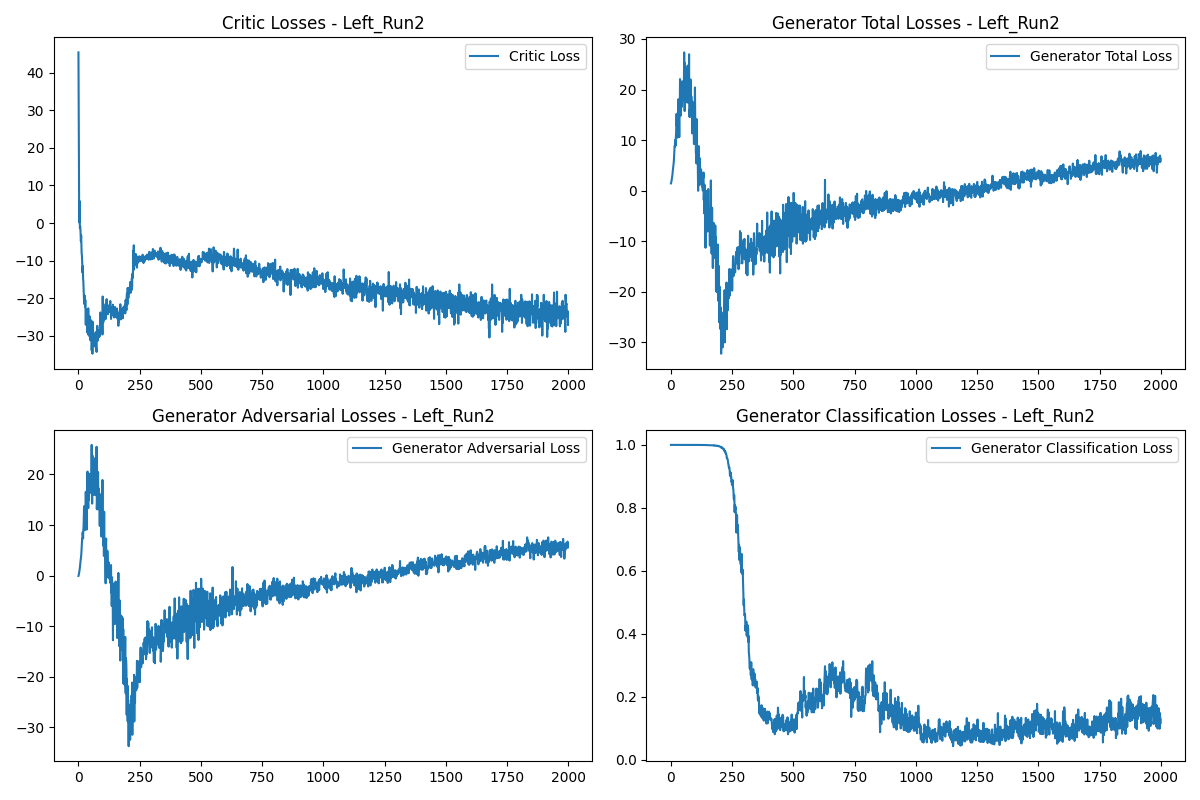 Critic Losses - Left_Run2
Critic Loss
40
30
20
10
0
−10
−20
−30
0 250 500 750 1000 1250 1500 1750 2000
Generator Total Losses - Left_Run2
Generator Total Loss
30
20
10
0
−10
−20
−30
0 250 500 750 1000 1250 1500 1750 2000
Generator Adversarial Losses - Left_Run2
Generator Adversarial Loss
20
10
0
−10
−20
−30
0 250 500 750 1000 1250 1500 1750 2000
Generator Classification Losses - Left_Run2
Generator Classification Loss
1.0
0.8
0.6
0.4
0.2
0.0
0 250 500 750 1000 1250 1500 1750 2000